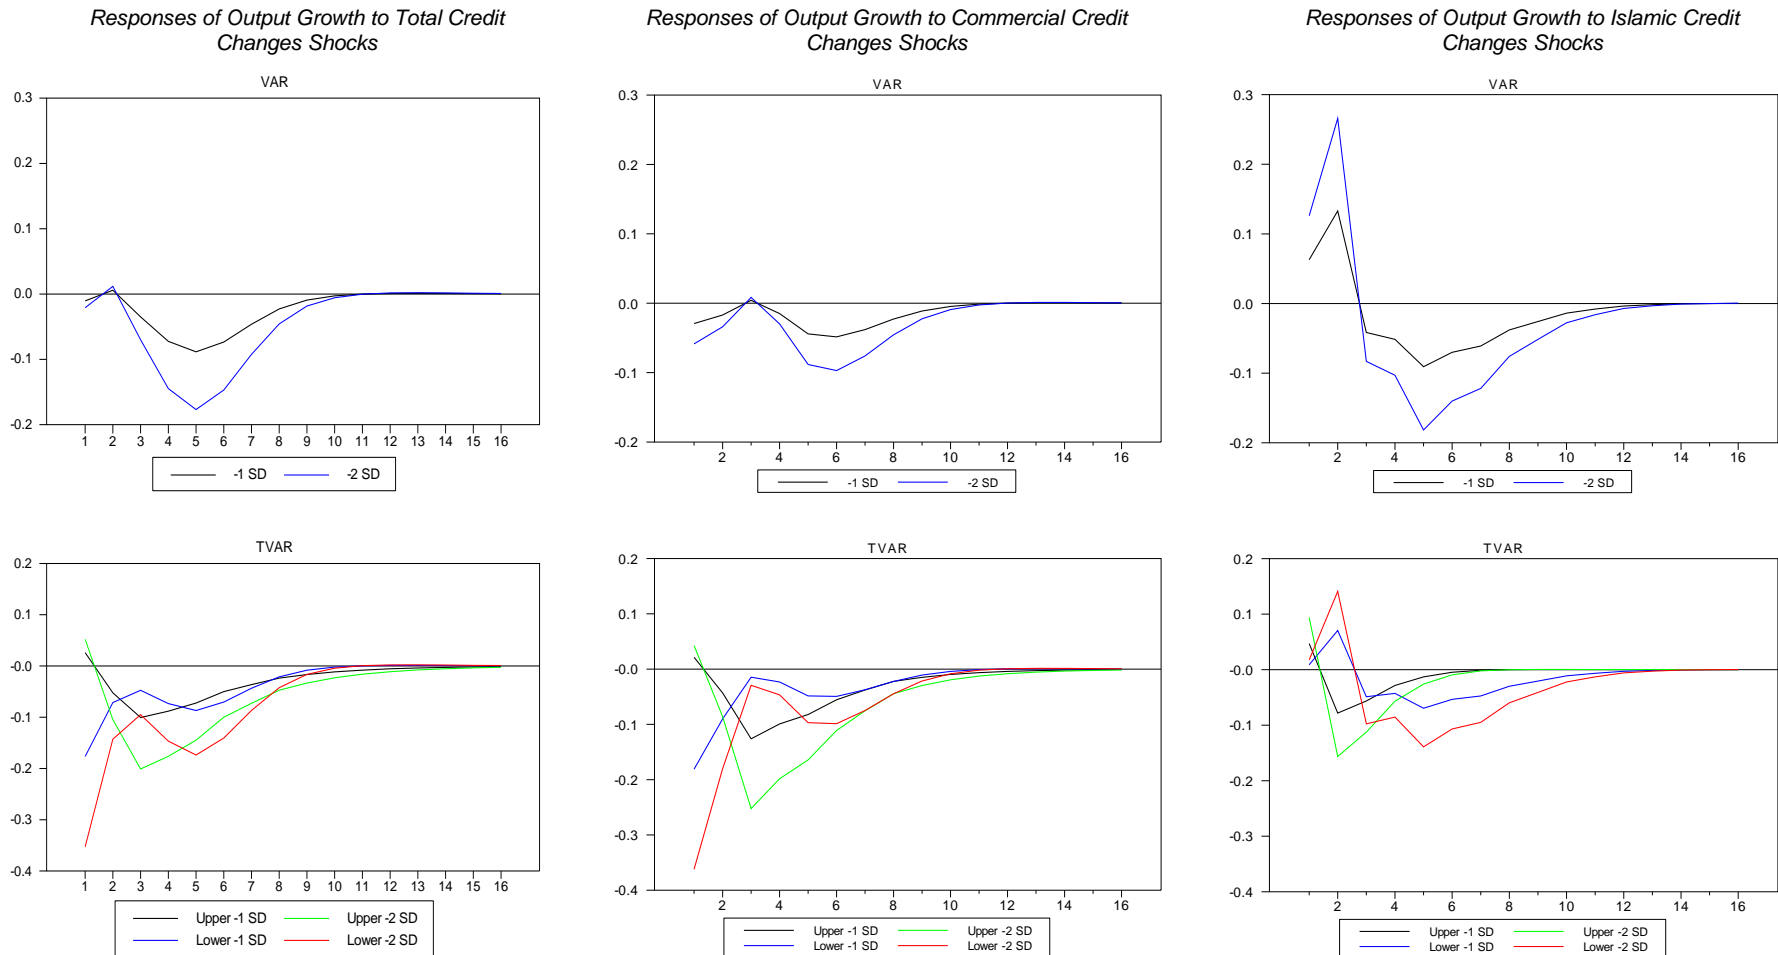 Responses of Output Growth to Total Credit
Changes Shocks
VAR
0.3
0.2
0.1
0.0
-0.1
-0.2
1 2 3 4 5 6 7 8 9 10 11 12 13 14 15 16
-1 SD -2 SD
Responses of Output Growth to Commercial Credit
Changes Shocks
VAR
0.3
0.2
0.1
0.0
-0.1
-0.2
2 4 6 8 10 12 14 16
-1 SD -2 SD
Responses of Output Growth to Islamic Credit
Changes Shocks
VAR
0.3
0.2
0.1
0.0
-0.1
-0.2
2 4 6 8 10 12 14 16
-1 SD -2 SD
TVAR
0.2
0.1
-0.0
-0.1
-0.2
-0.3
-0.4
1 2 3 4 5 6 7 8 9 10 11 12 13 14 15 16
Upper -1 SD Upper -2 SD
Lower -1 SD Lower -2 SD
TVAR
0.2
0.1
-0.0
-0.1
-0.2
-0.3
-0.4
2 4 6 8 10 12 14 16
Upper -1 SD Upper -2 SD
Lower -1 SD Lower -2 SD
TVAR
0.2
0.1
-0.0
-0.1
-0.2
-0.3
-0.4
2 4 6 8 10 12 14 16
Upper -1 SD Upper -2 SD
Lower -1 SD Lower -2 SD